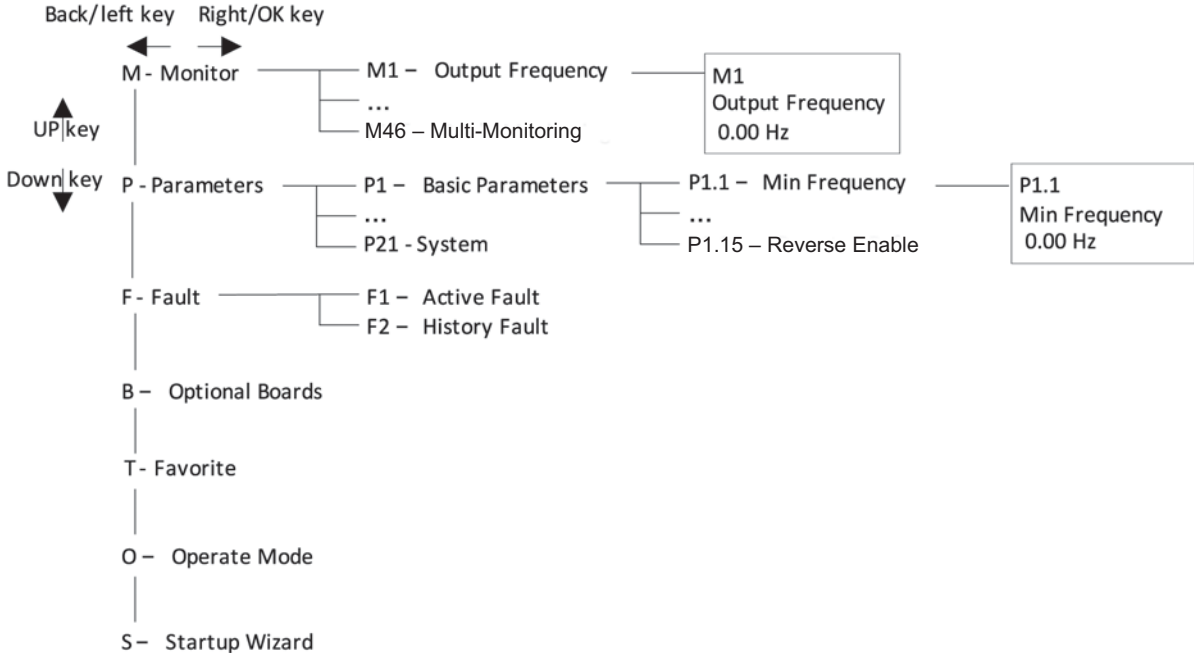 Back/left key Right/OK key
M - Monitor M1 – Output Frequency M1
Output Frequency
0.00 Hz
...
UP key
M46 – Multi-Monitoring
Down key
P - Parameters P1 – Basic Parameters P1.1 – Min Frequency P1.1
Min Frequency
0.00 Hz
... ...
P21 - System P1.15 – Reverse Enable
F - Fault F1 – Active Fault
F2 – History Fault
B – Optional Boards
T - Favorite
O – Operate Mode
S – Startup Wizard